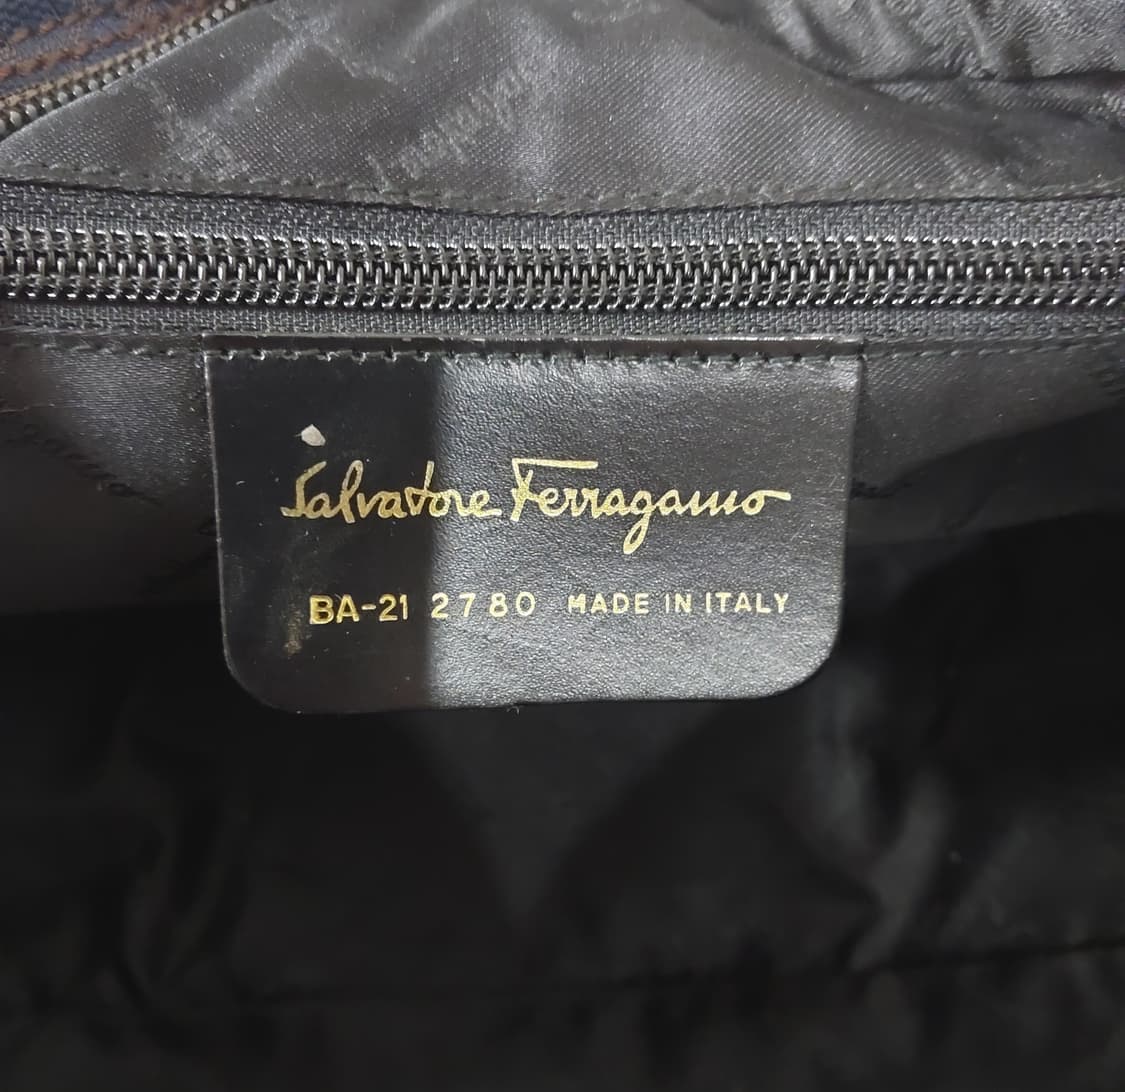 Salvatore Ferragamo
BA-21 2780 MADE IN ITALY